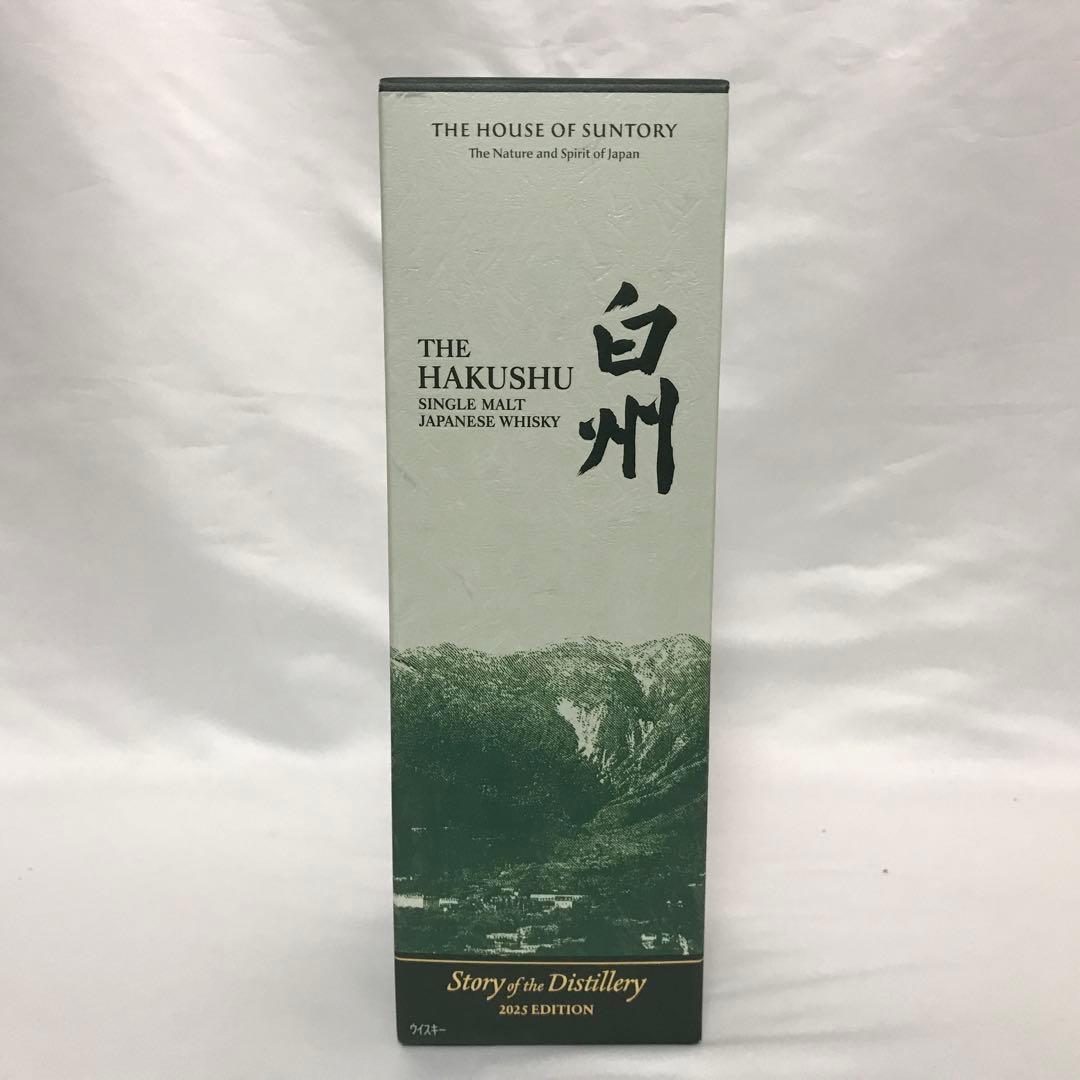 THE HOUSE OF SUNTORY
The Nature and Spirit of Japan
白州
THE
HAKUSHU
SINGLE MALT
JAPANESE WHISKY
Story of the Distillery
2025 EDITION
ウイスキー